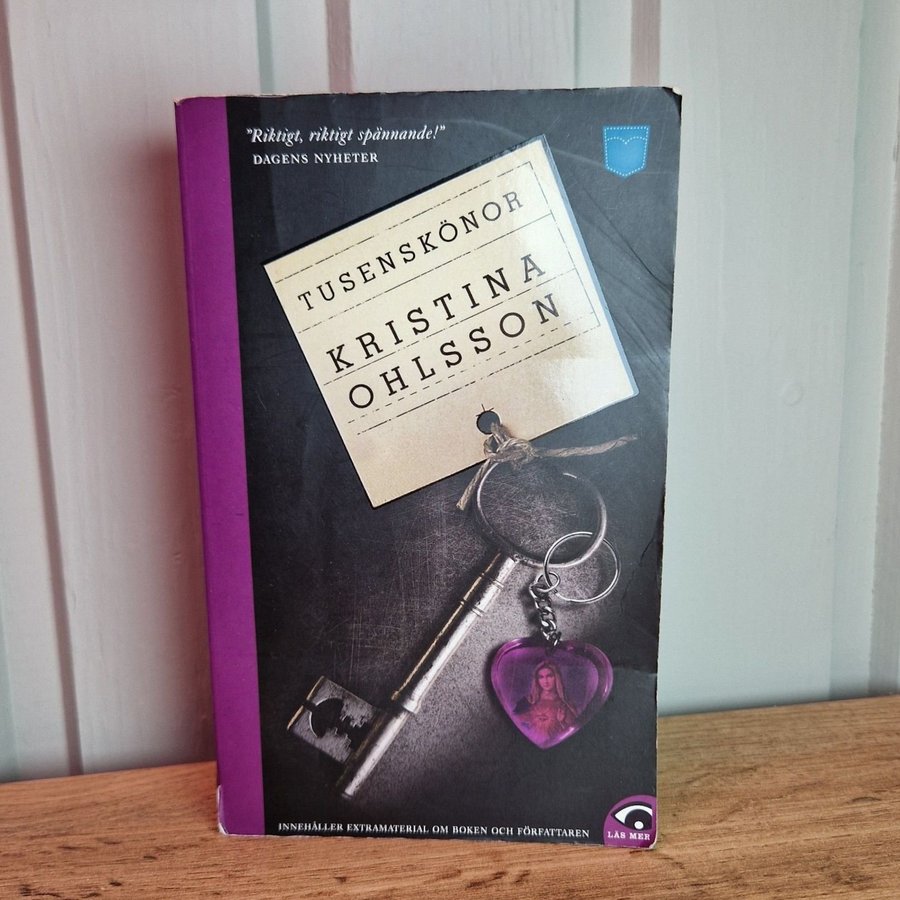 "Riktigt, riktigt spännande!"
DAGENS NYHETER
TUSENSKÖNOR
KRISTINA
OHLSSON
INNEHÅLLER EXTRAMATERIAL OM BOKEN OCH FÖRFATTAREN
LÄS MER